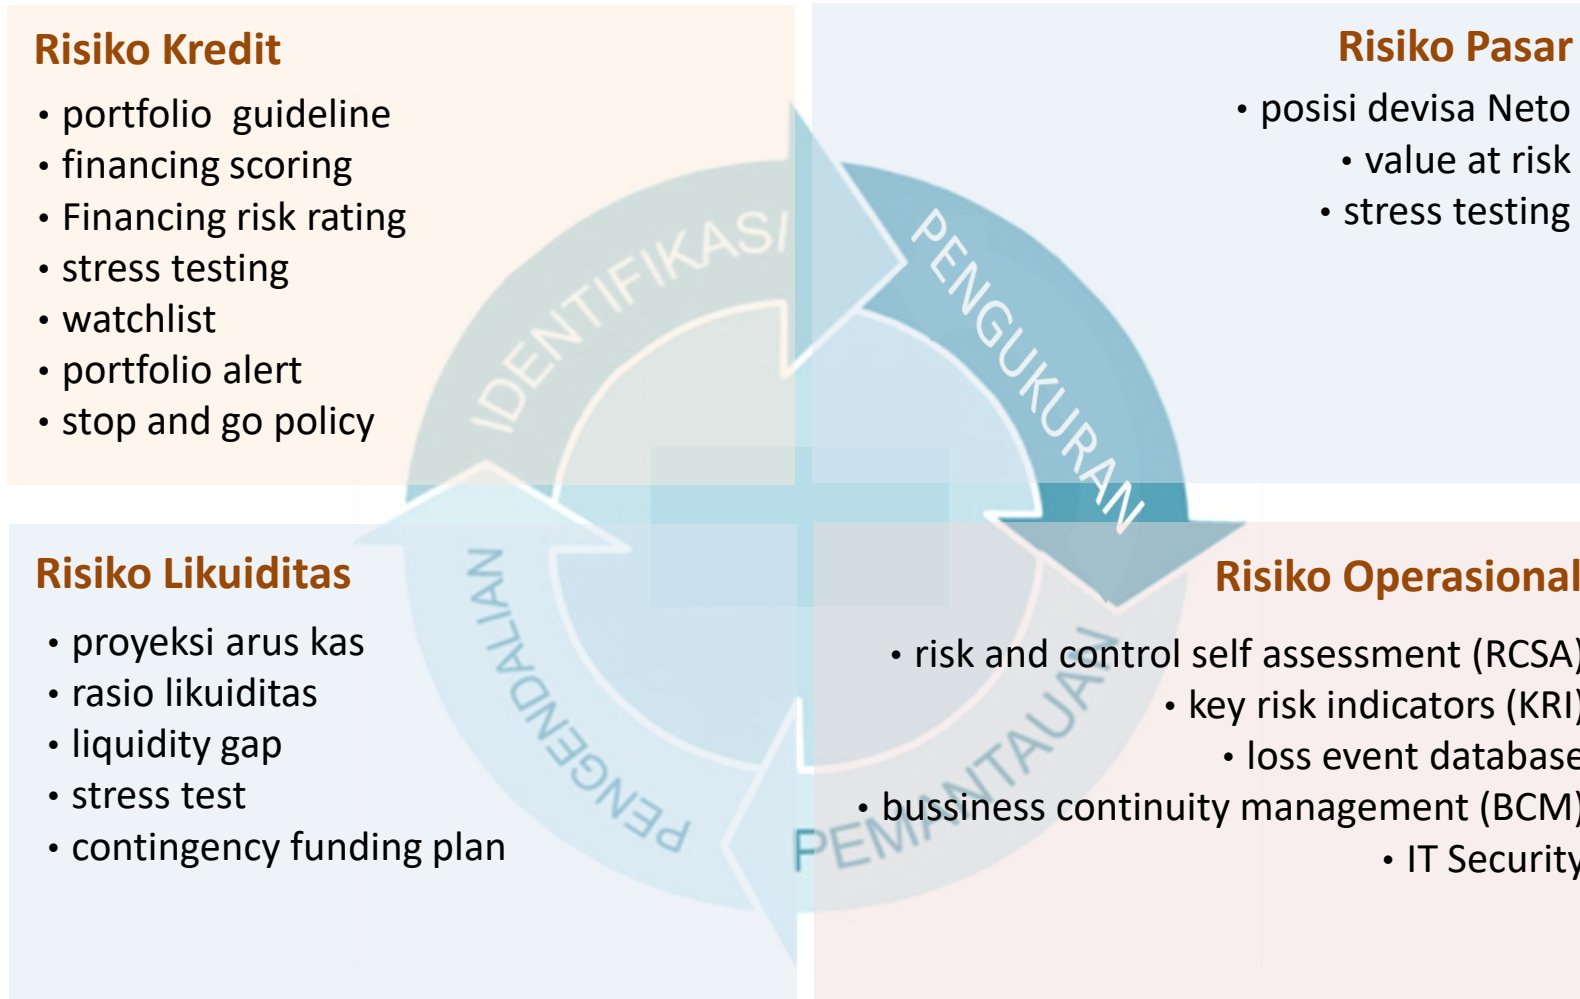 Risiko Kredit
• portfolio guideline
• financing scoring
• Financing risk rating
• stress testing
• watchlist
• portfolio alert
• stop and go policy
Risiko Pasar
• posisi devisa Neto
• value at risk
• stress testing
IDENTIFIKASI
PENGUKURAN
PEMANTAUAN
PENGENDALIAN
Risiko Likuiditas
• proyeksi arus kas
• rasio likuiditas
• liquidity gap
• stress test
• contingency funding plan
Risiko Operasional
• risk and control self assessment (RCSA)
• key risk indicators (KRI)
• loss event database
• bussiness continuity management (BCM)
• IT Security